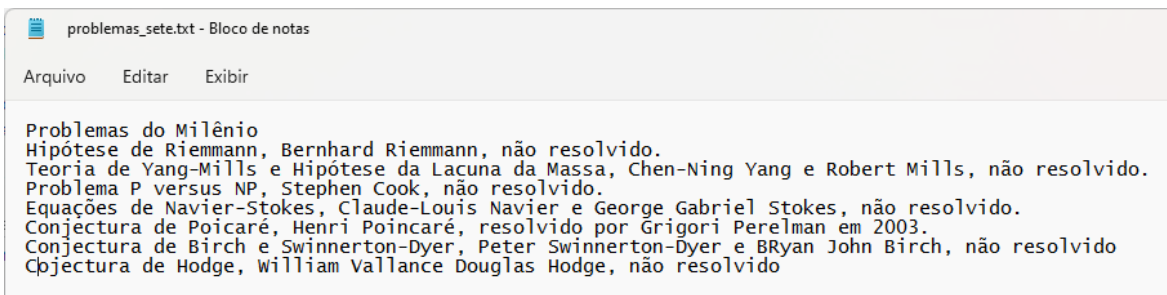 problemas_sete.txt - Bloco de notas
Arquivo Editar Exibir
Problemas do Milênio
Hipótese de Riemmann, Bernhard Riemmann, não resolvido.
Teoria de Yang-Mills e Hipótese da Lacuna da Massa, Chen-Ning Yang e Robert Mills, não resolvido.
Problema P versus NP, Stephen Cook, não resolvido.
Equações de Navier-Stokes, Claude-Louis Navier e George Gabriel Stokes, não resolvido.
Conjectura de Poicaré, Henri Poincaré, resolvido por Grigori Perelman em 2003.
Conjectura de Birch e Swinnerton-Dyer, Peter Swinnerton-Dyer e BRyan John Birch, não resolvido
Cojectura de Hodge, William Vallance Douglas Hodge, não resolvido